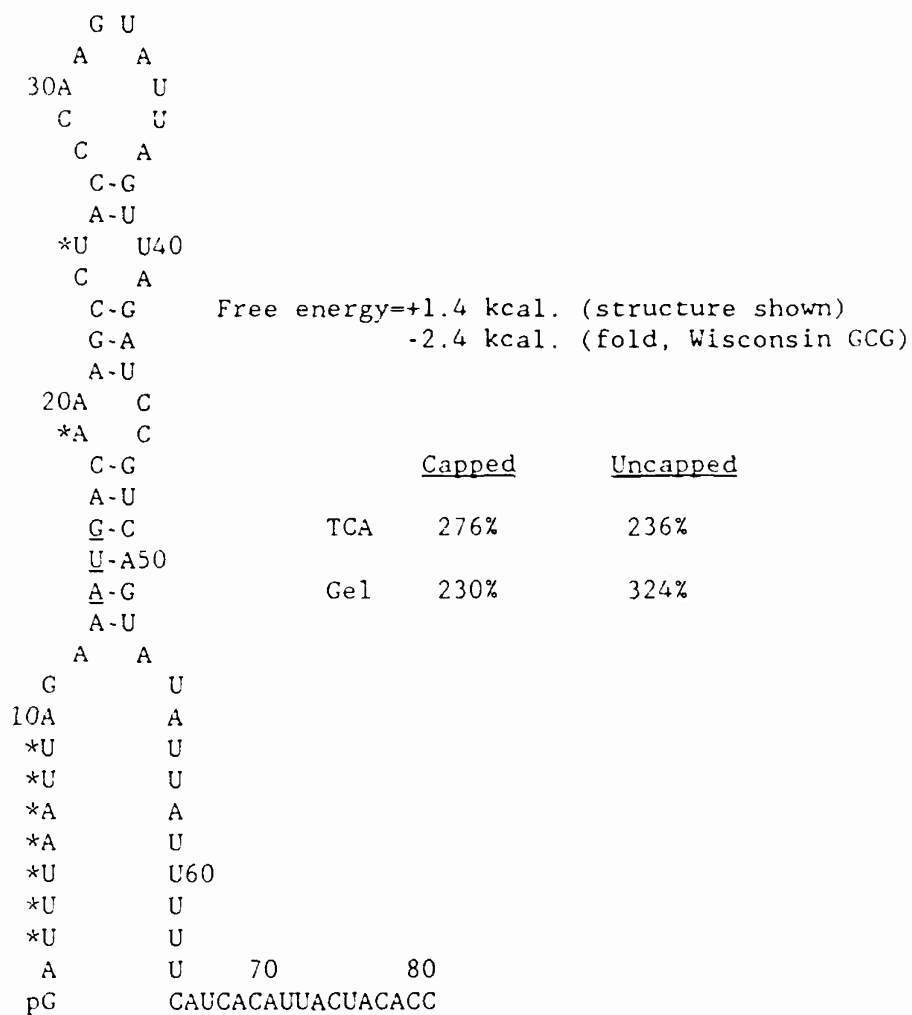 G U
A A
30A U
C U
C A
C-G
A-U
*U U40
C A
C-G Free energy=+1.4 kcal. (structure shown)
G-A -2.4 kcal. (fold, Wisconsin GCG)
A-U
20A C
*A C
C-G Capped Uncapped
A-U
G-C TCA 276% 236%
U-A50
A-G Gel 230% 324%
A-U
A A
G U
10A A
*U U
*U U
*A A
*A U
*U U60
*U U
*U U
A U 70 80
pG CAUCACAUUACUACACC